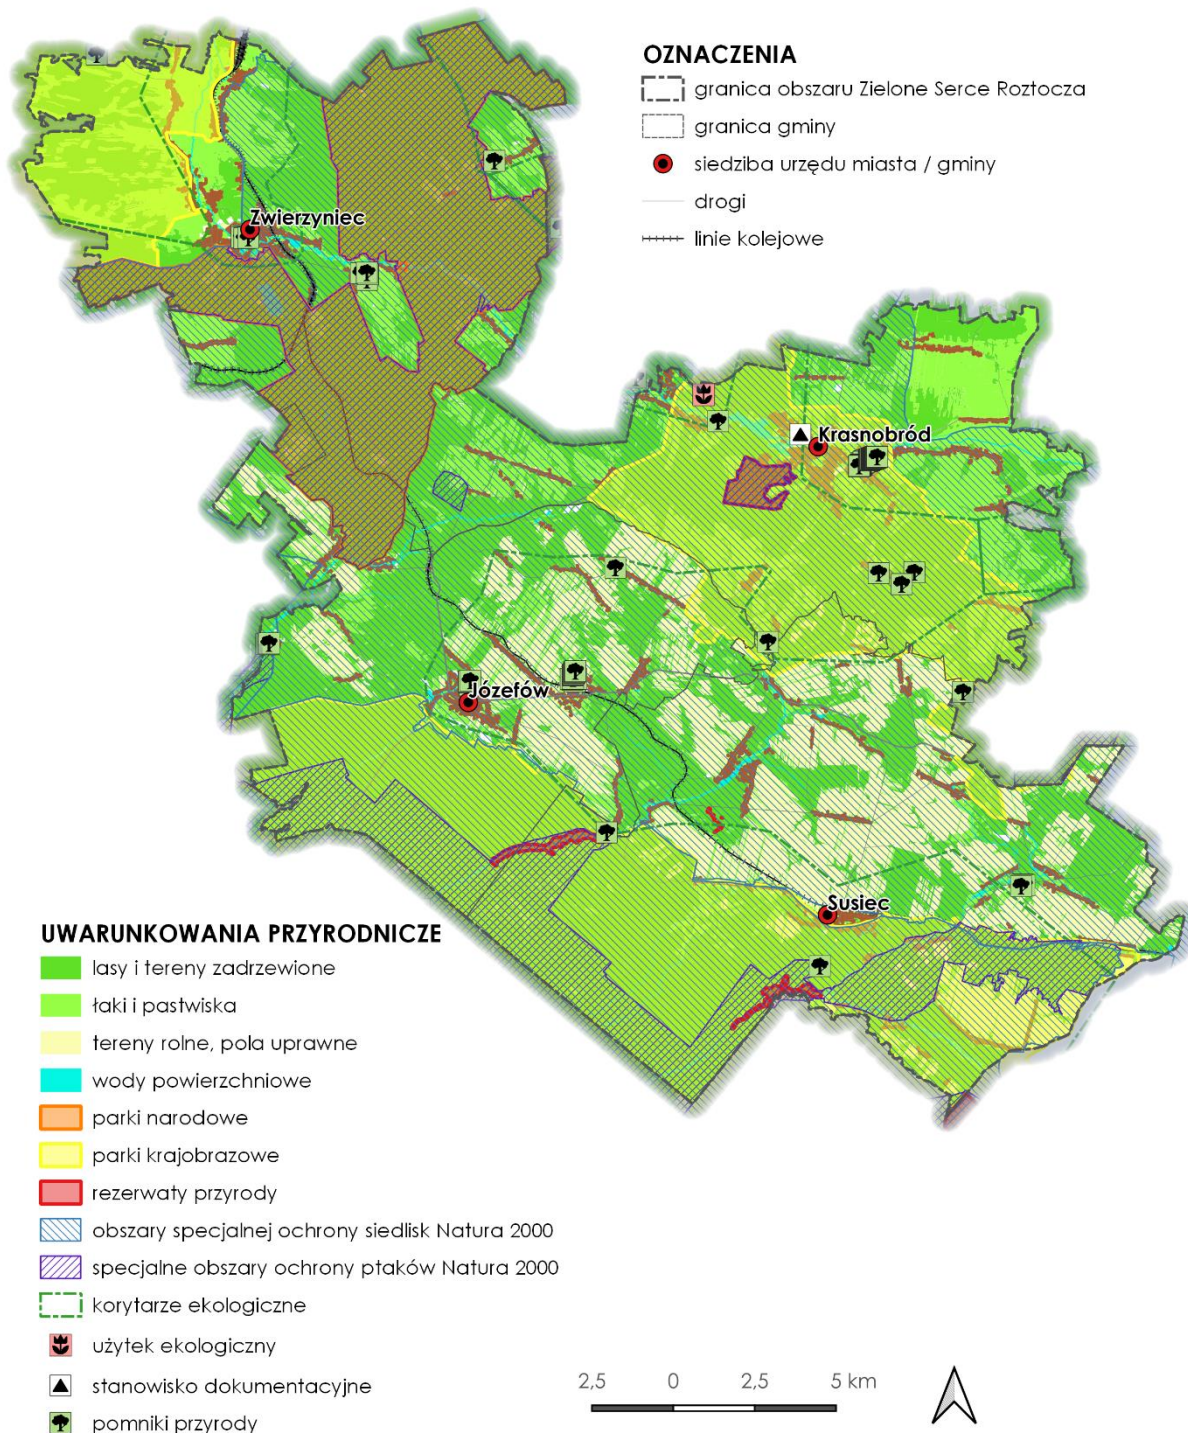 OZNACZENIA
granica obszaru Zielone Serce Roztocza
granica gminy
siedziba urzędu miasta / gminy
drogi
linie kolejowe
Zwierzyniec
Krasnobród
Józefów
Susiec
UWARUNKOWANIA PRZYRODNICZE
lasy i tereny zadrzewione
łaki i pastwiska
tereny rolne, pola uprawne
wody powierzchniowe
parki narodowe
parki krajobrazowe
rezerwaty przyrody
obszary specjalnej ochrony siedlisk Natura 2000
specjalne obszary ochrony ptaków Natura 2000
korytarze ekologiczne
użytek ekologiczny
stanowisko dokumentacyjne
pomniki przyrody
2,5 0 2,5 5 km